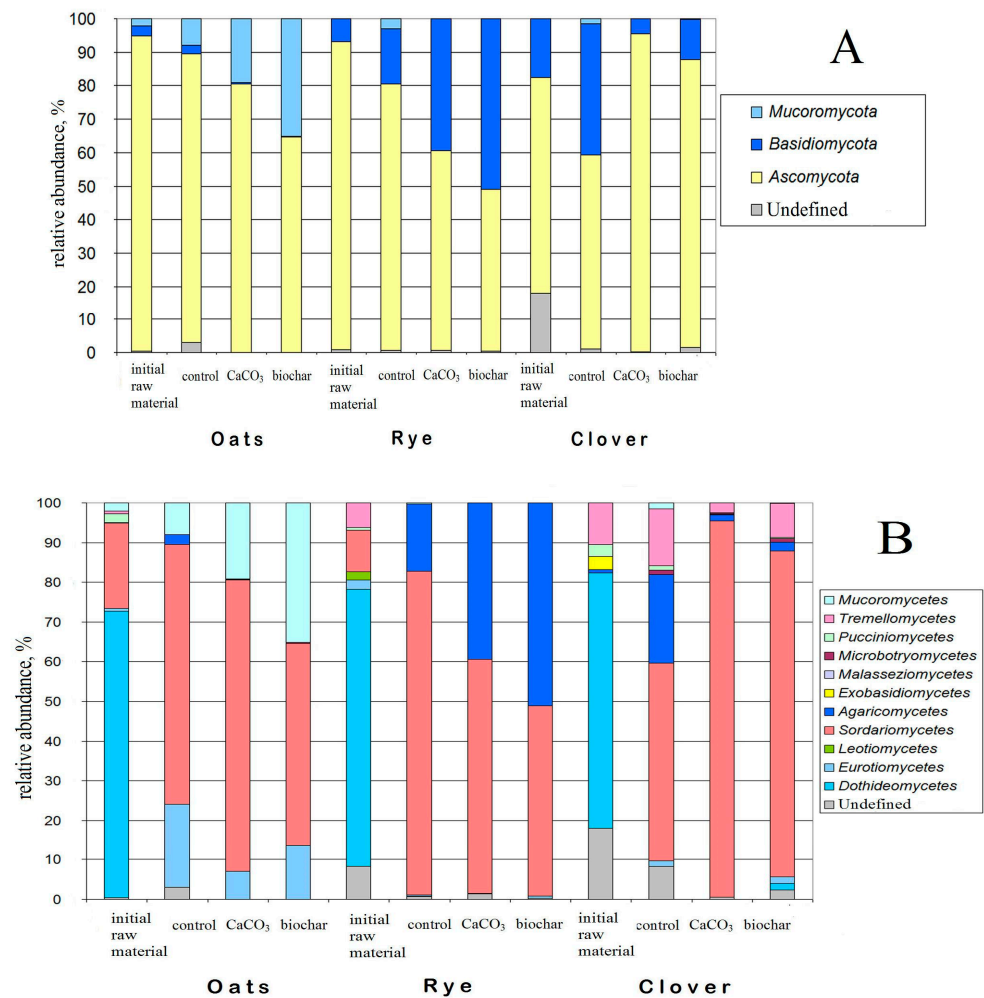 A
relative abundance, %
100
90
80
70
60
50
40
30
20
10
0
Mucoromycota
Basidiomycota
Ascomycota
Undefined
initial raw material control CaCO₃ biochar initial raw material control CaCO₃ biochar initial raw material control CaCO₃ biochar
Oats Rye Clover
B
relative abundance, %
100
90
80
70
60
50
40
30
20
10
0
Mucoromycetes
Tremellomycetes
Pucciniomycetes
Microbotryomycetes
Malasseziomycetes
Exobasidiomycetes
Agaricomycetes
Sordariomycetes
Leotiomycetes
Eurotiomycetes
Dothideomycetes
Undefined
initial raw material control CaCO₃ biochar initial raw material control CaCO₃ biochar initial raw material control CaCO₃ biochar
Oats Rye Clover